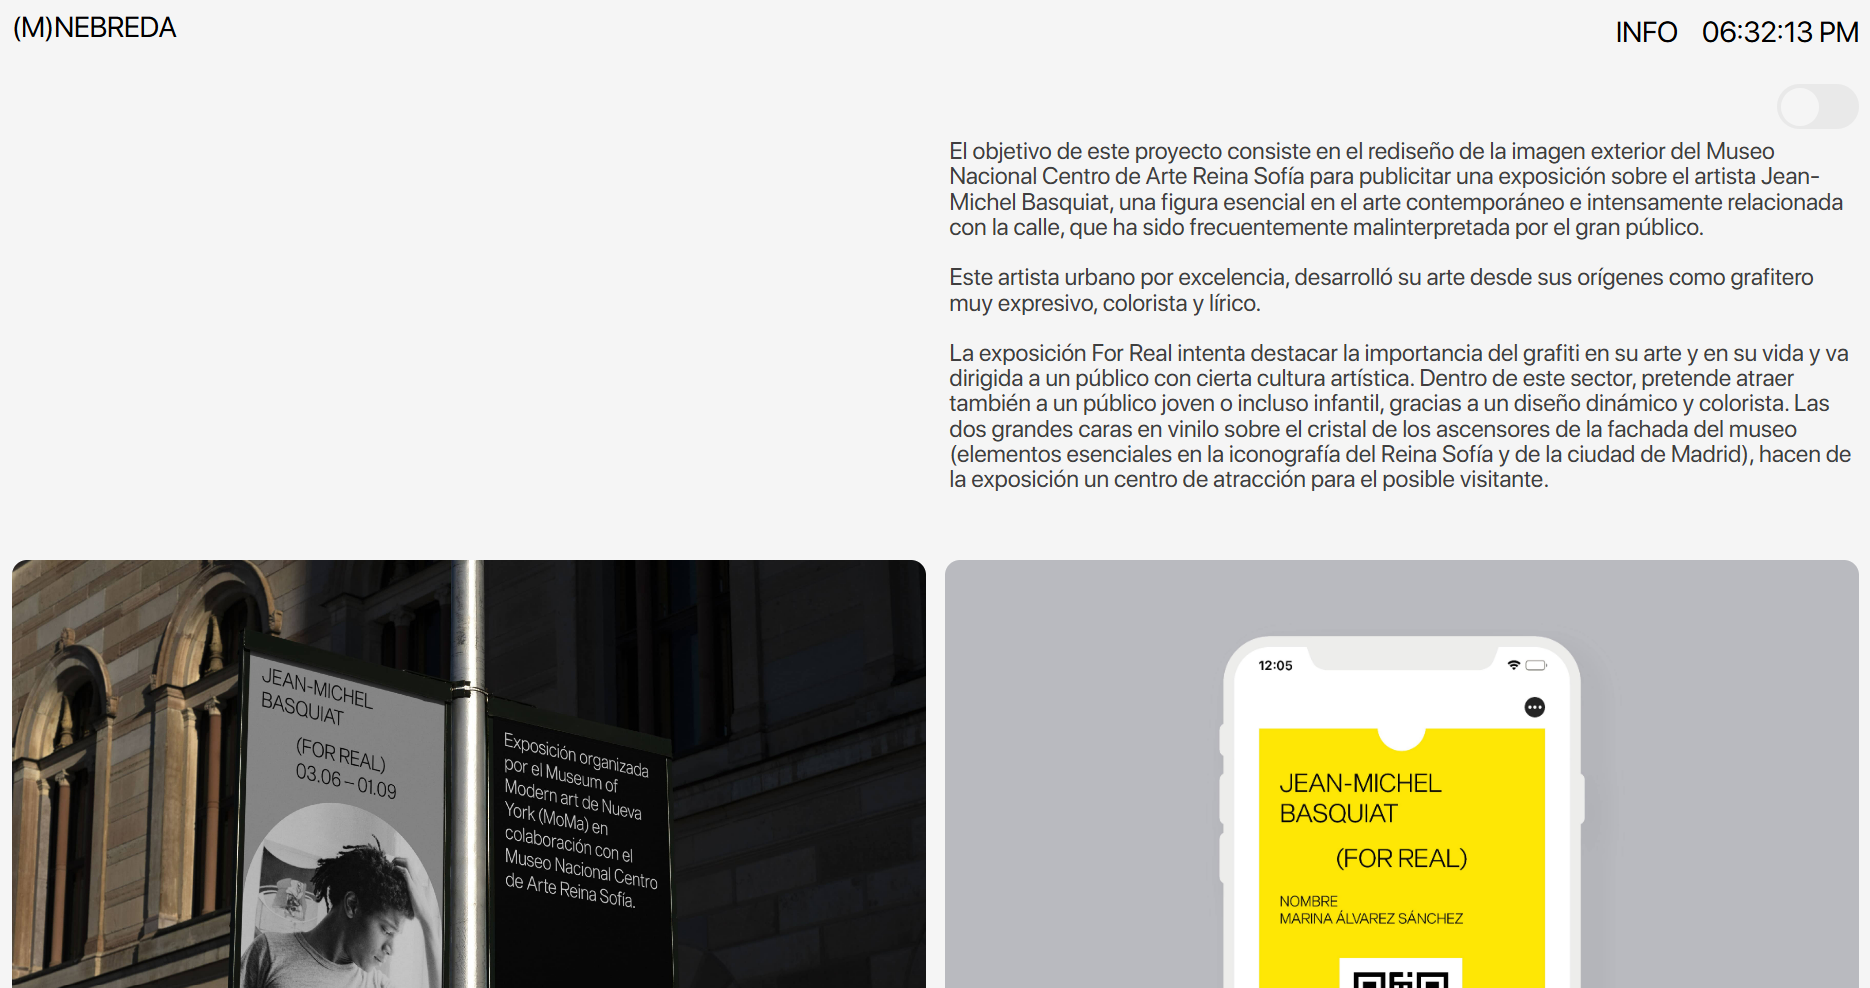 (M)NEBREDA
INFO 06:32:13 PM
El objetivo de este proyecto consiste en el rediseño de la imagen exterior del Museo
Nacional Centro de Arte Reina Sofía para publicitar una exposición sobre el artista Jean-
Michel Basquiat, una figura esencial en el arte contemporáneo e intensamente relacionada
con la calle, que ha sido frecuentemente malinterpretada por el gran público.
Este artista urbano por excelencia, desarrolló su arte desde sus orígenes como grafitero
muy expresivo, colorista y lírico.
La exposición For Real intenta destacar la importancia del grafiti en su arte y en su vida y va
dirigida a un público con cierta cultura artística. Dentro de este sector, pretende atraer
también a un público joven o incluso infantil, gracias a un diseño dinámico y colorista. Las
dos grandes caras en vinilo sobre el cristal de los ascensores de la fachada del museo
(elementos esenciales en la iconografía del Reina Sofía y de la ciudad de Madrid), hacen de
la exposición un centro de atracción para el posible visitante.
JEAN-MICHEL
BASQUIAT
(FOR REAL)
03.06 – 01.09
Exposición organizada
por el Museum of
Modern art de Nueva
York (MoMa) en
colaboración con el
Museo Nacional Centro
de Arte Reina Sofía.
12:05
JEAN-MICHEL
BASQUIAT
(FOR REAL)
NOMBRE
MARINA ÁLVAREZ SÁNCHEZ